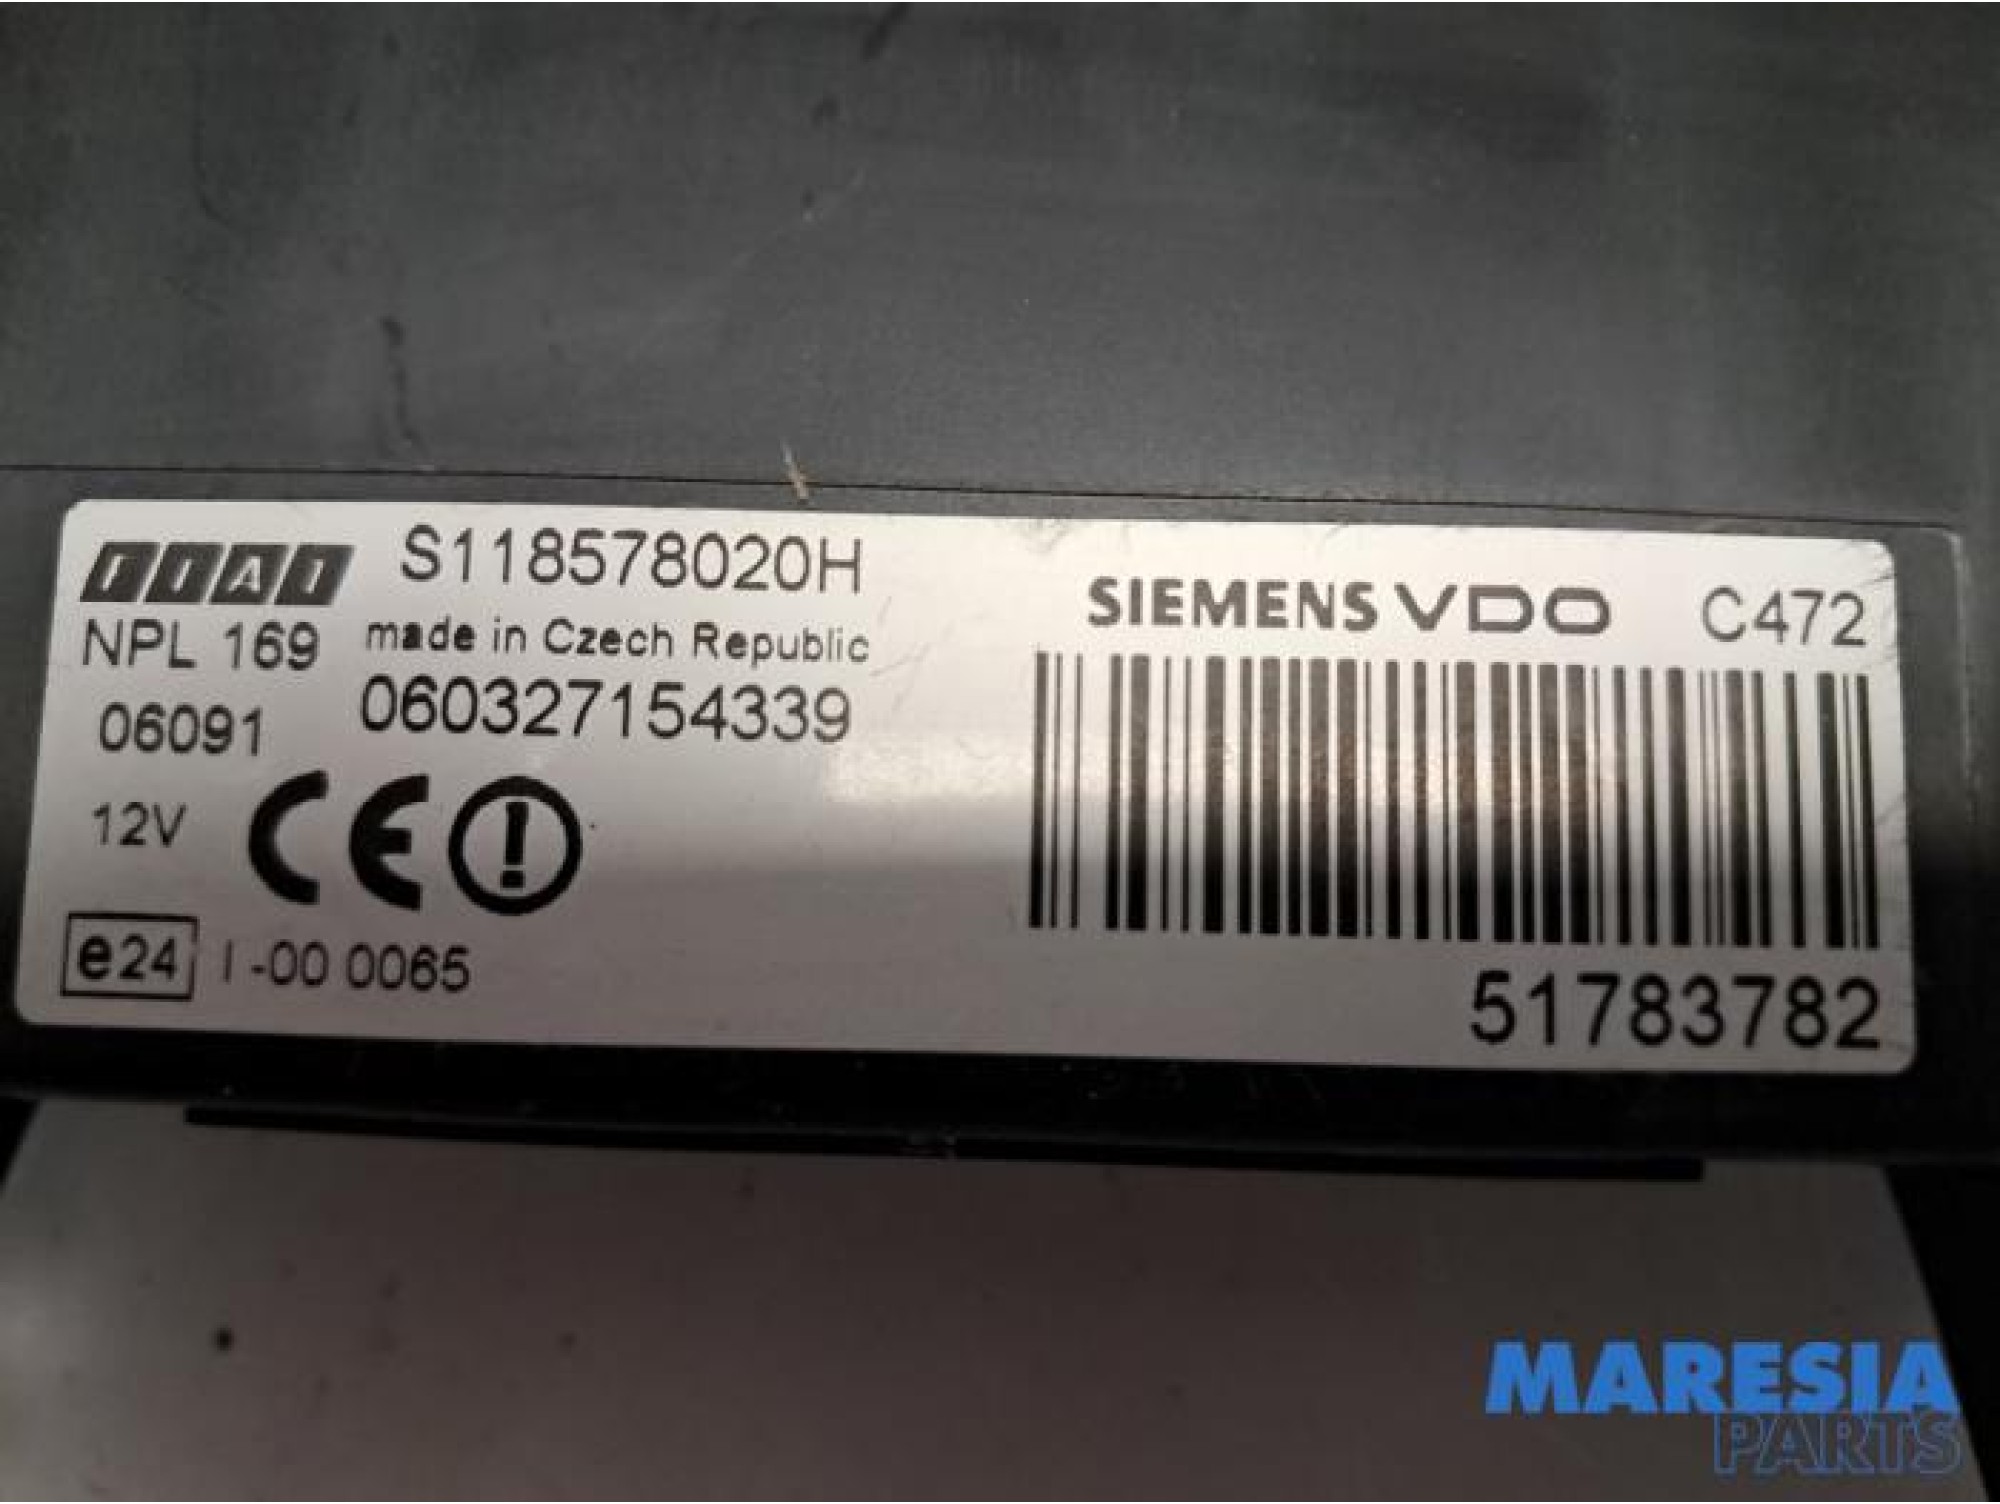 FIAT S118578020H SIEMENS VDO C472
NPL 169 made in Czech Republic
06091 060327154339
12V CE
e24 I-00 0065
51783782
MARESIA
PARTS